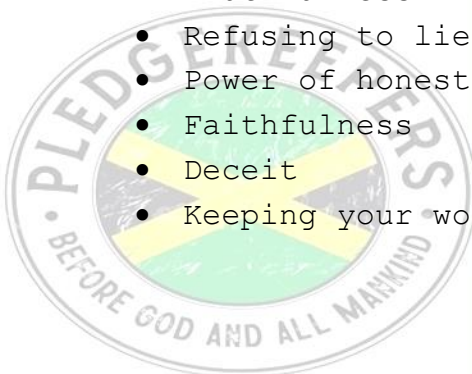 • Refusing to lie
• Power of honest
• Faithfulness
• Deceit
• Keeping your wo
PLEDGEKEEPERS
• BEFORE GOD AND ALL MANKIND •